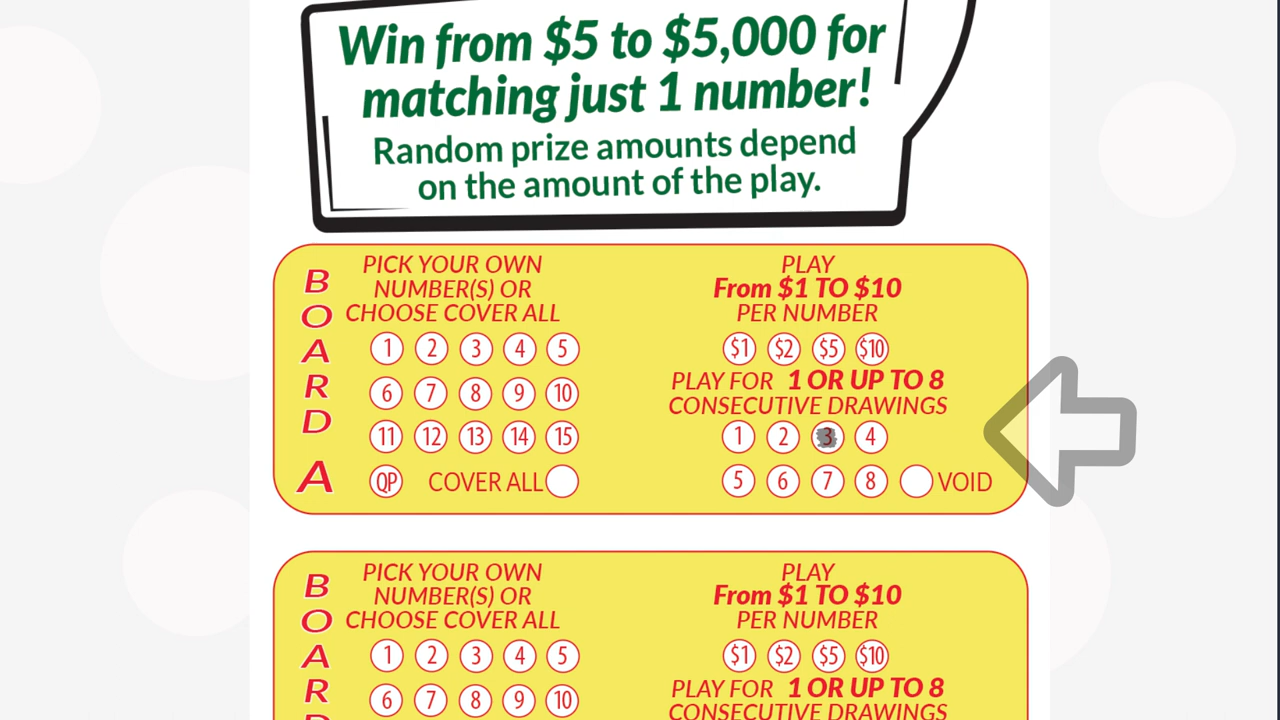 Win from $5 to $5,000 for
matching just 1 number!
Random prize amounts depend
on the amount of the play.
BOARD A
PICK YOUR OWN
NUMBER(S) OR
CHOOSE COVER ALL
1 2 3 4 5
6 7 8 9 10
11 12 13 14 15
QP COVER ALL
PLAY
From $1 TO $10
PER NUMBER
$1 $2 $5 $10
PLAY FOR 1 OR UP TO 8
CONSECUTIVE DRAWINGS
1 2 3 4
5 6 7 8 VOID
BOARD
PICK YOUR OWN
NUMBER(S) OR
CHOOSE COVER ALL
1 2 3 4 5
6 7 8 9 10
PLAY
From $1 TO $10
PER NUMBER
$1 $2 $5 $10
PLAY FOR 1 OR UP TO 8
CONSECUTIVE DRAWINGS